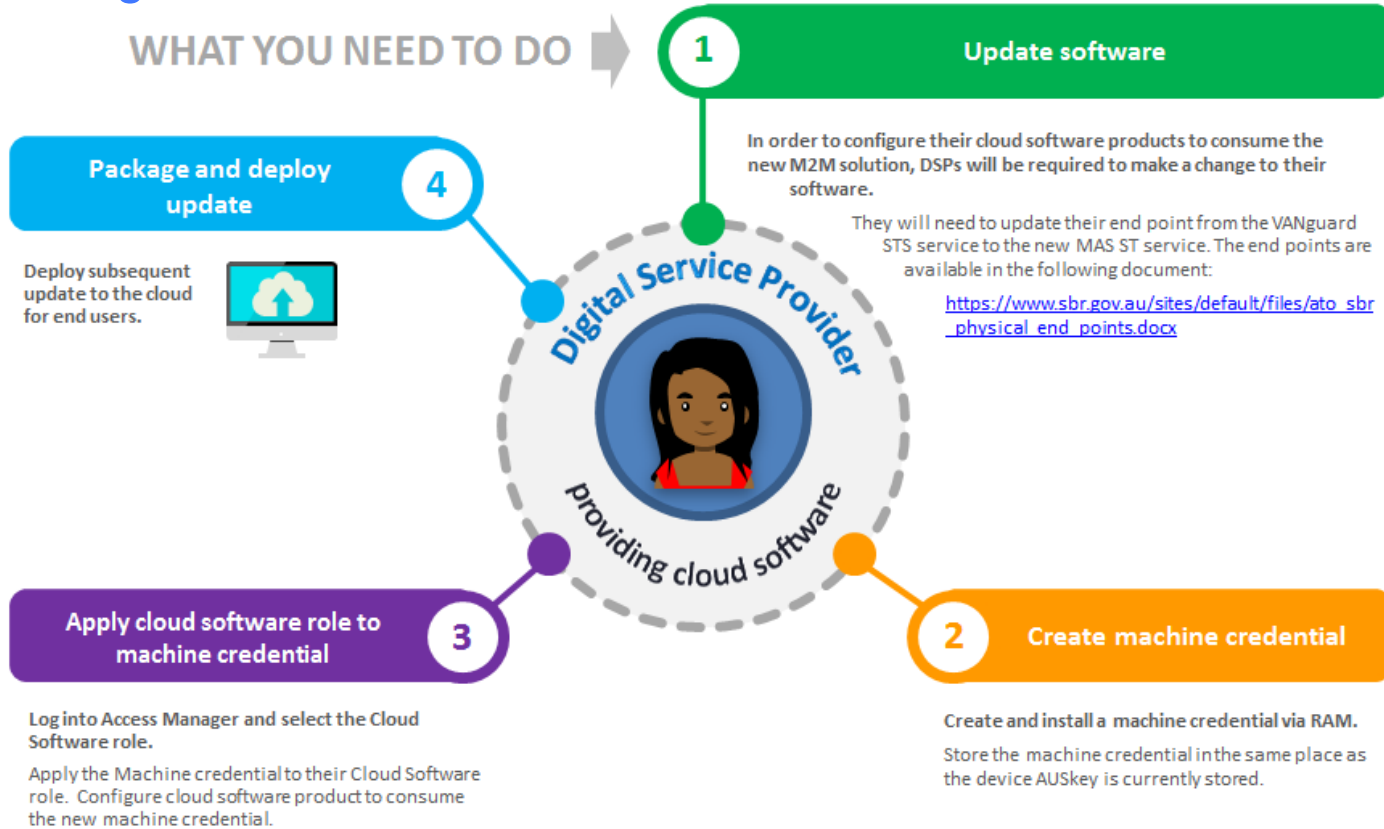 WHAT YOU NEED TO DO
1
Update software
In order to configure their cloud software products to consume the
new M2M solution, DSPs will be required to make a change to their
software.
They will need to update their end point from the VANguard
STS service to the new MAS ST service. The end points are
available in the following document:
https://www.sbr.gov.au/sites/default/files/ato_sbr
_physical_end_points.docx
Package and deploy
update
4
Deploy subsequent
update to the cloud
for end users.
Digital Service Provider
providing cloud software
Apply cloud software role to
machine credential
3
Log into Access Manager and select the Cloud
Software role.
Apply the Machine credential to their Cloud Software
role. Configure cloud software product to consume
the new machine credential.
2
Create machine credential
Create and install a machine credential via RAM.
Store the machine credential in the same place as
the device AUSkey is currently stored.